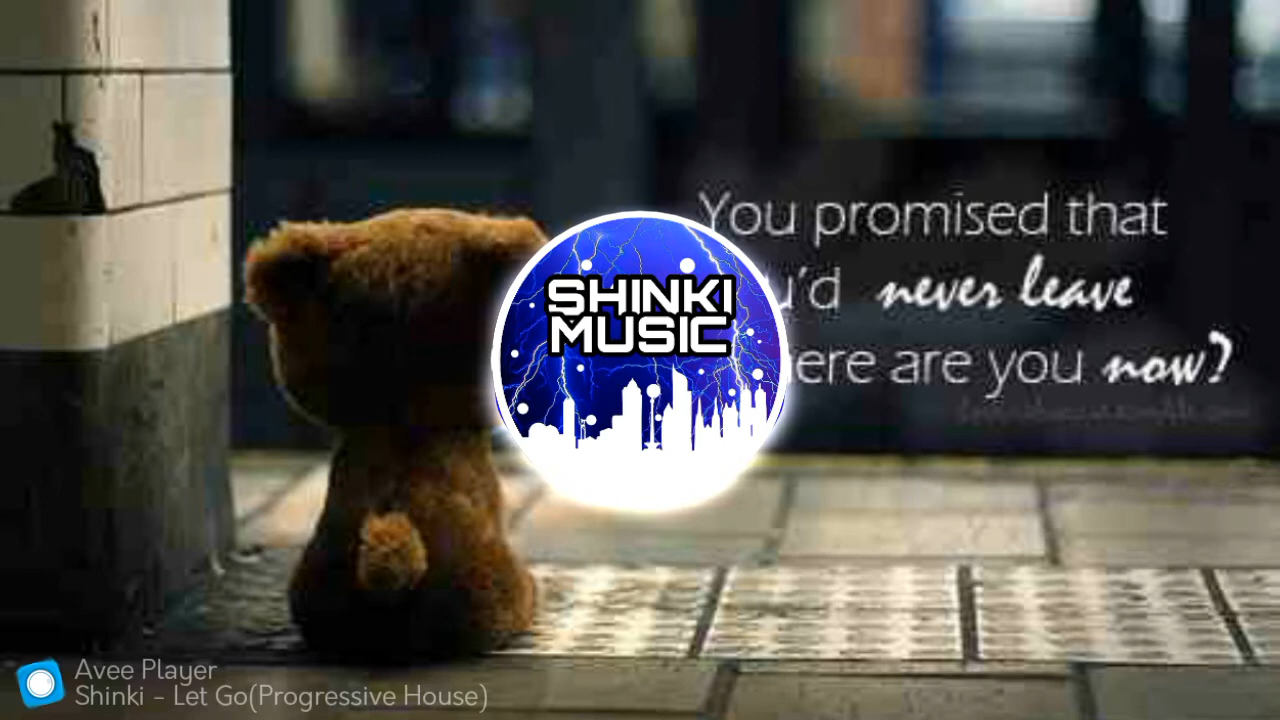 You promised that
u'd never leave
ere are you now?
SHINKI
MUSIC
Avee Player
Shinki - Let Go(Progressive House)